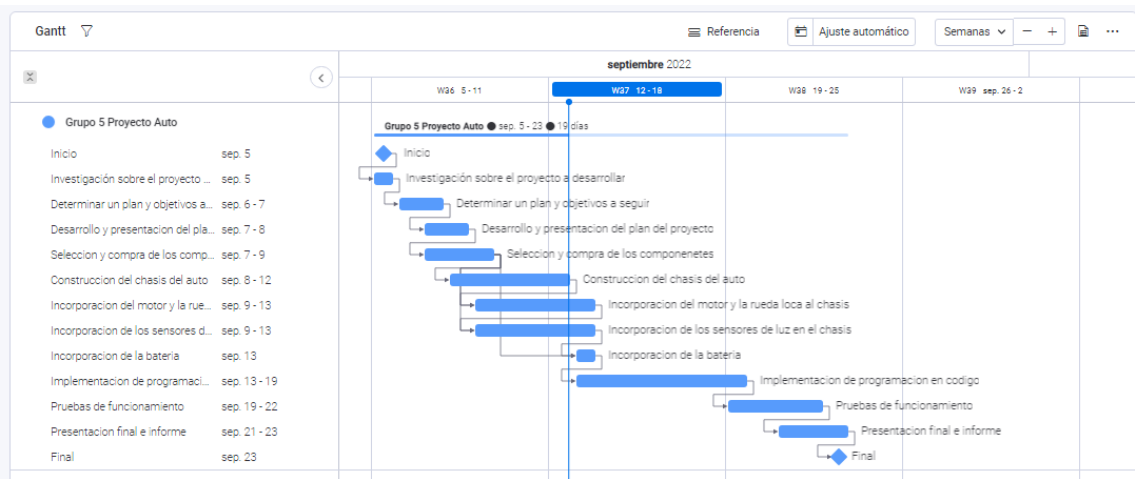 Gantt
Referencia
Ajuste automático
Semanas
septiembre 2022
W36 5 - 11
W37 12 - 18
W38 19 - 25
W39 sep. 26 - 2
Grupo 5 Proyecto Auto
Grupo 5 Proyecto Auto ● sep. 5 - 23 ● 19 días
Inicio sep. 5
Inicio
Investigación sobre el proyecto ... sep. 5
Investigación sobre el proyecto a desarrollar
Determinar un plan y objetivos a... sep. 6 - 7
Determinar un plan y objetivos a seguir
Desarrollo y presentacion del pla... sep. 7 - 8
Desarrollo y presentacion del plan del proyecto
Seleccion y compra de los comp... sep. 7 - 9
Seleccion y compra de los componenetes
Construccion del chasis del auto sep. 8 - 12
Construccion del chasis del auto
Incorporacion del motor y la rue... sep. 9 - 13
Incorporacion del motor y la rueda loca al chasis
Incorporacion de los sensores d... sep. 9 - 13
Incorporacion de los sensores de luz en el chasis
Incorporacion de la bateria sep. 13
Incorporacion de la bateria
Implementacion de programaci... sep. 13 - 19
Implementacion de programacion en codigo
Pruebas de funcionamiento sep. 19 - 22
Pruebas de funcionamiento
Presentacion final e informe sep. 21 - 23
Presentacion final e informe
Final sep. 23
Final